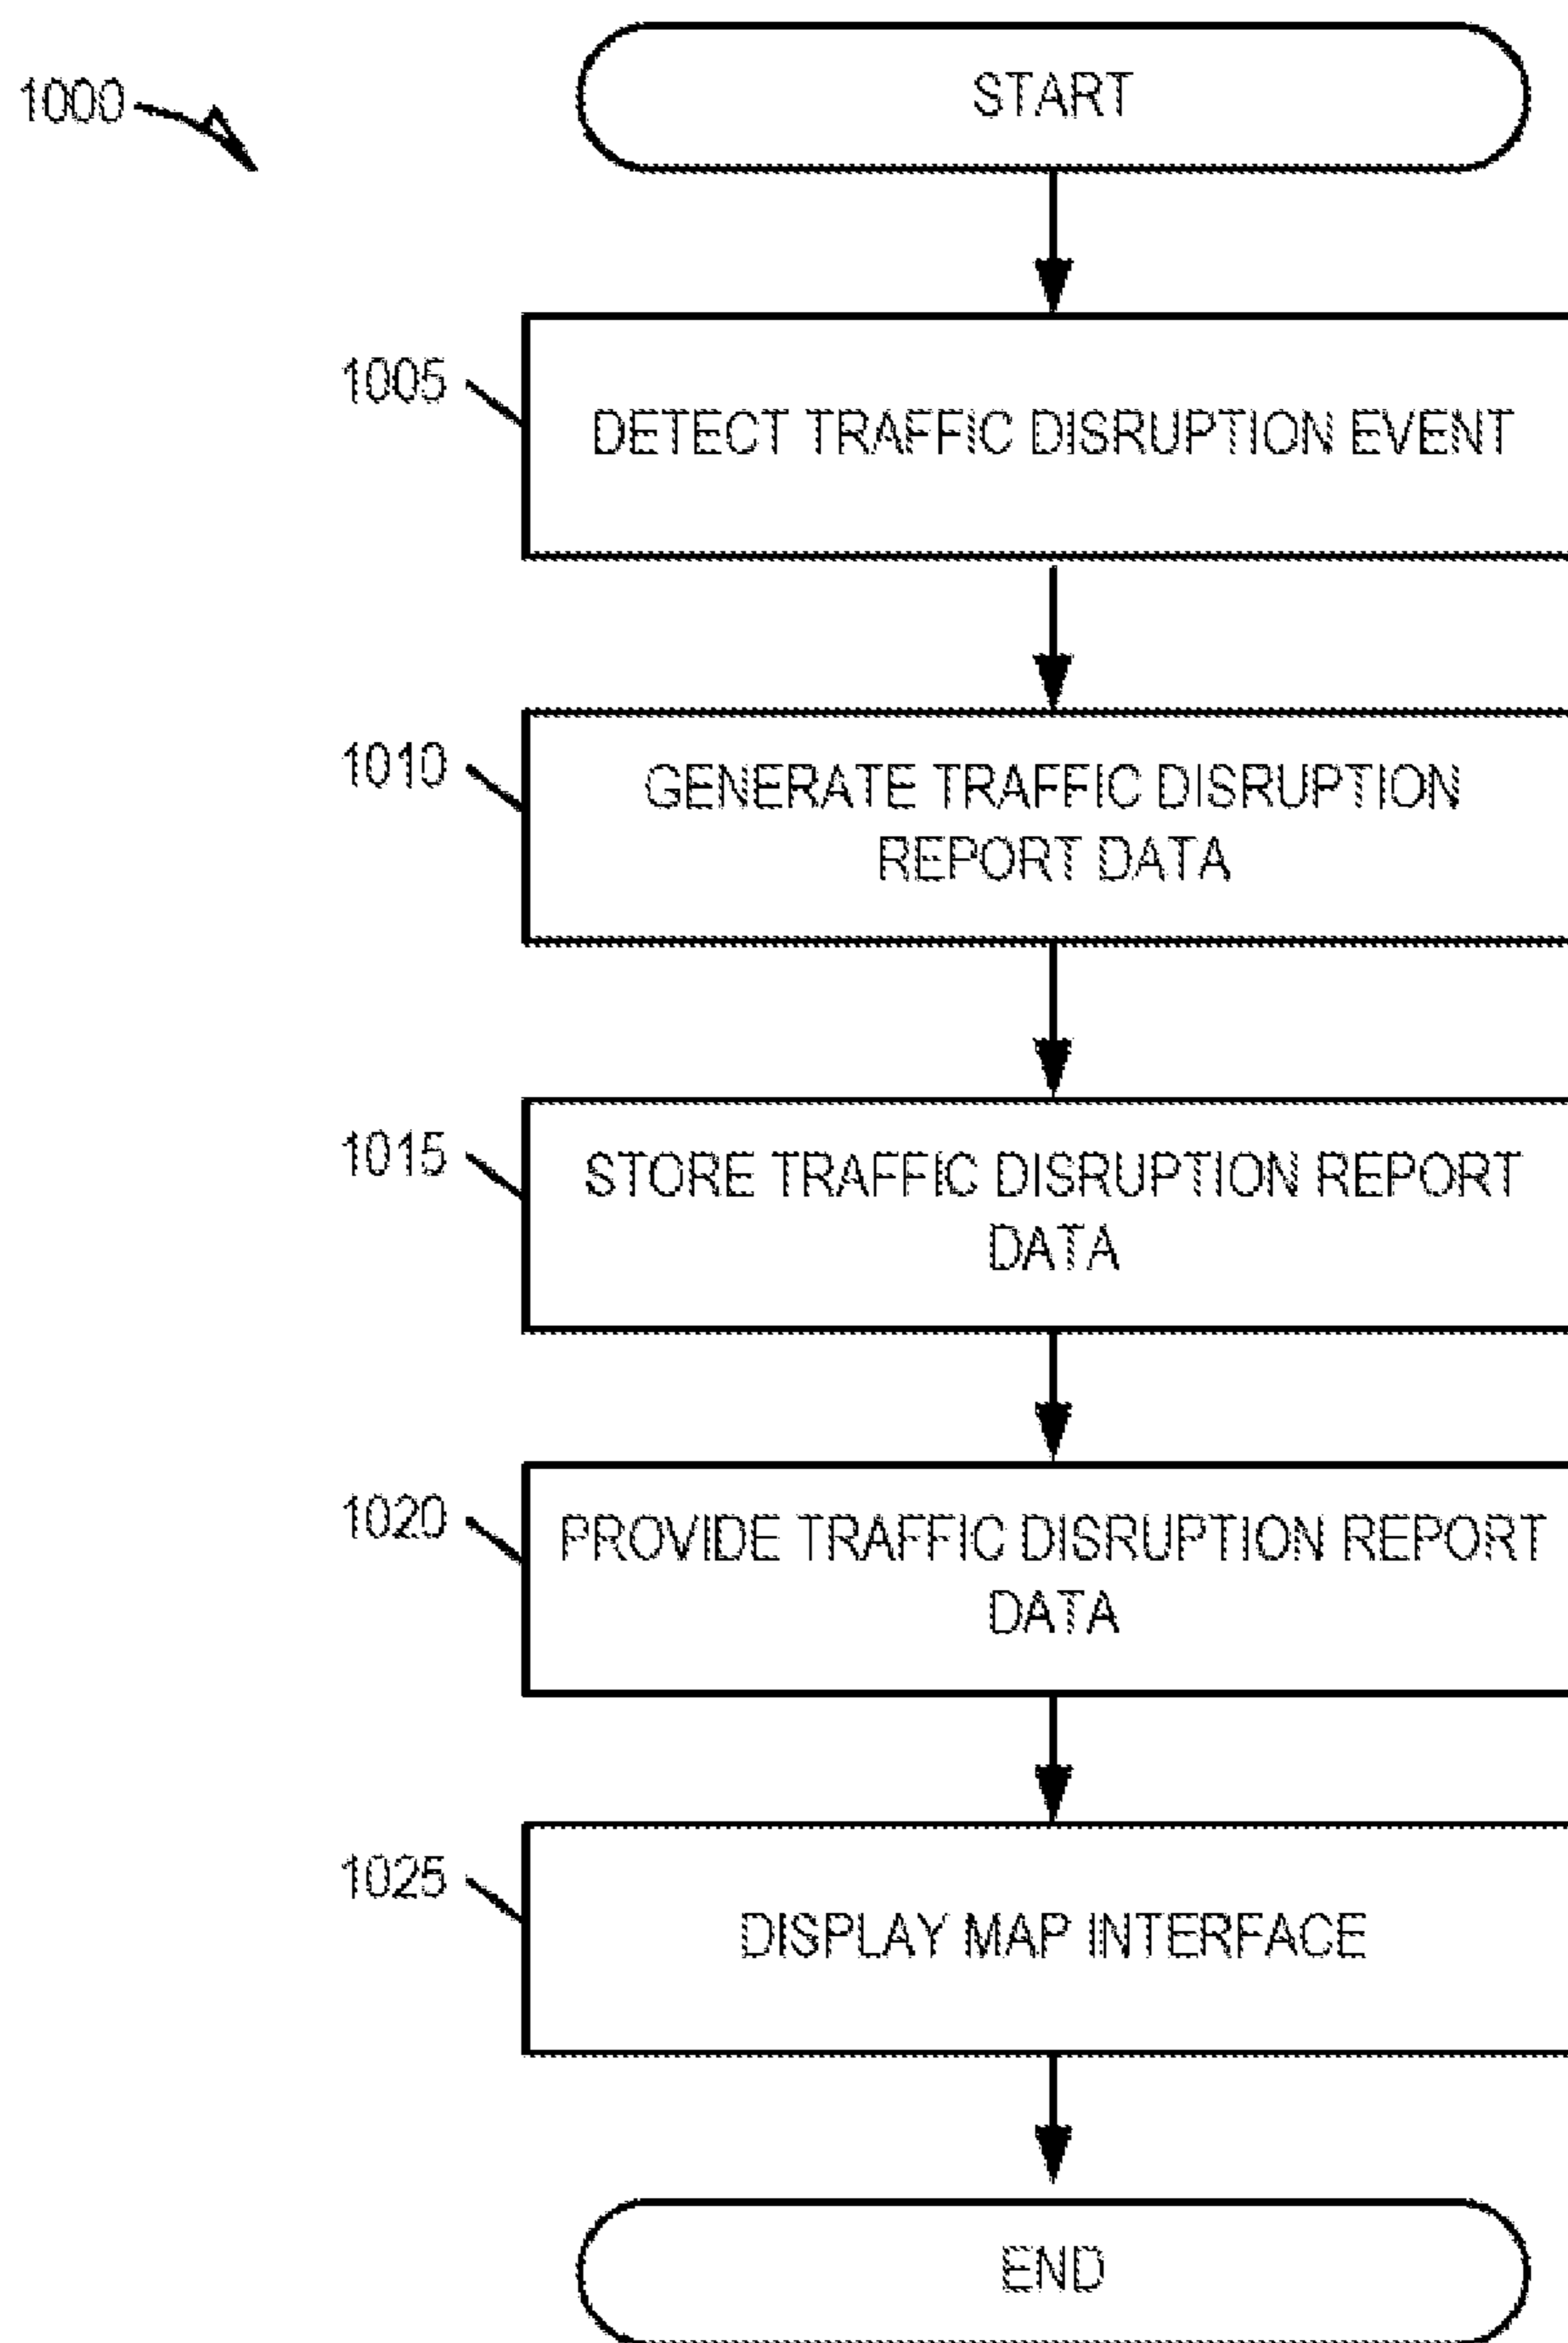 1000
START
1005
DETECT TRAFFIC DISRUPTION EVENT
1010
GENERATE TRAFFIC DISRUPTION
REPORT DATA
1015
STORE TRAFFIC DISRUPTION REPORT
DATA
1020
PROVIDE TRAFFIC DISRUPTION REPORT
DATA
1025
DISPLAY MAP INTERFACE
END